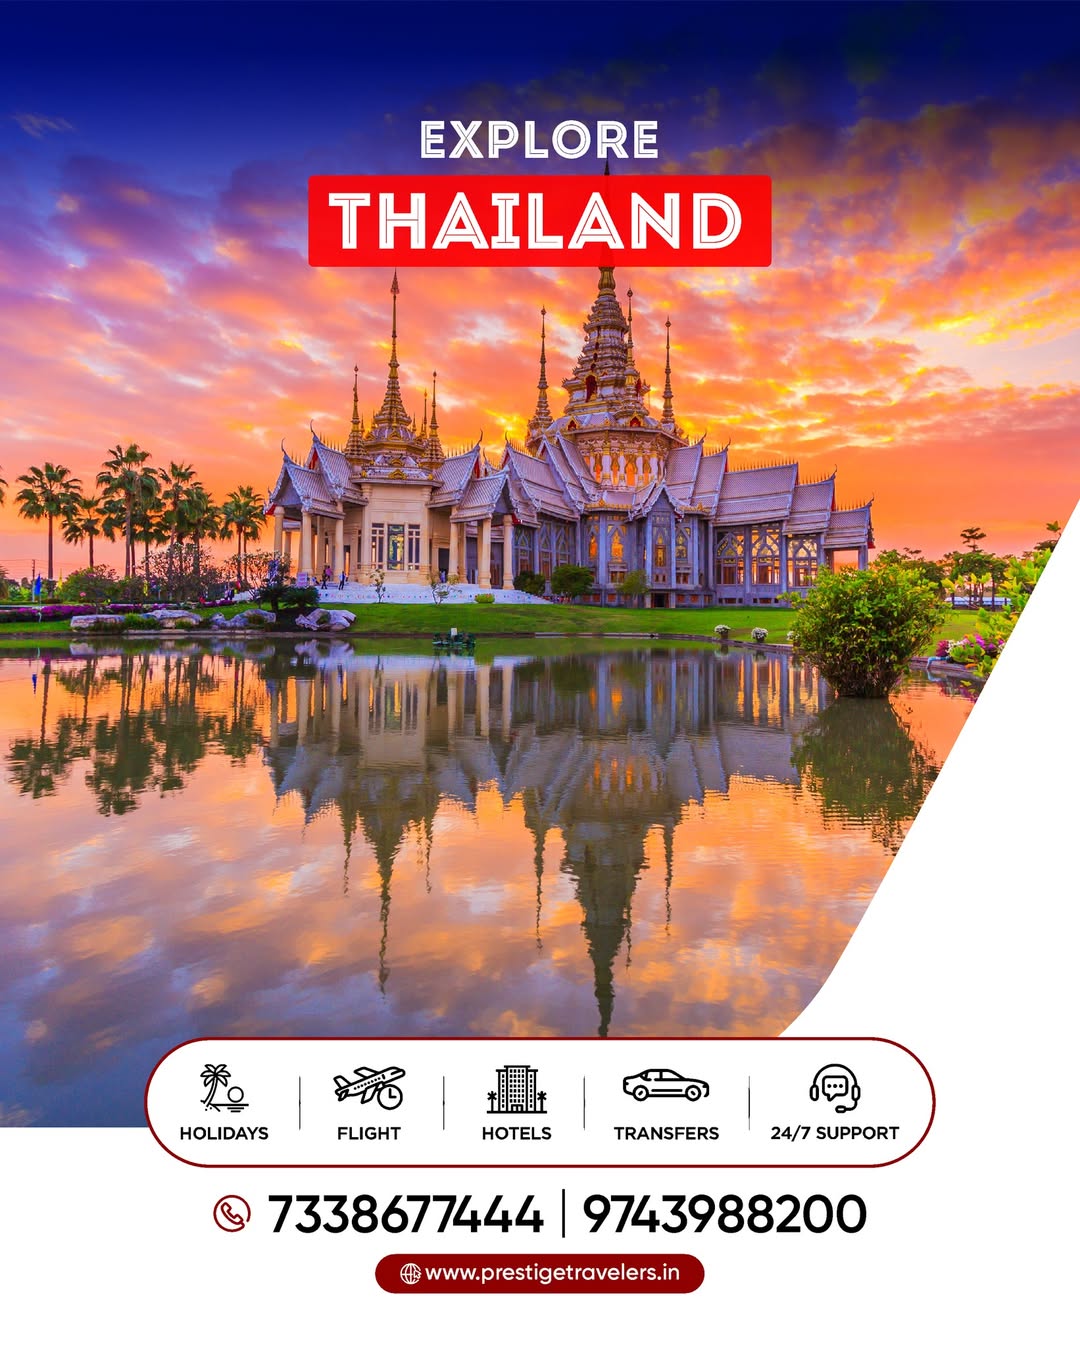 EXPLORE
THAILAND
HOLIDAYS
FLIGHT
HOTELS
TRANSFERS
24/7 SUPPORT
7338677444 | 9743988200
www.prestigetravelers.in